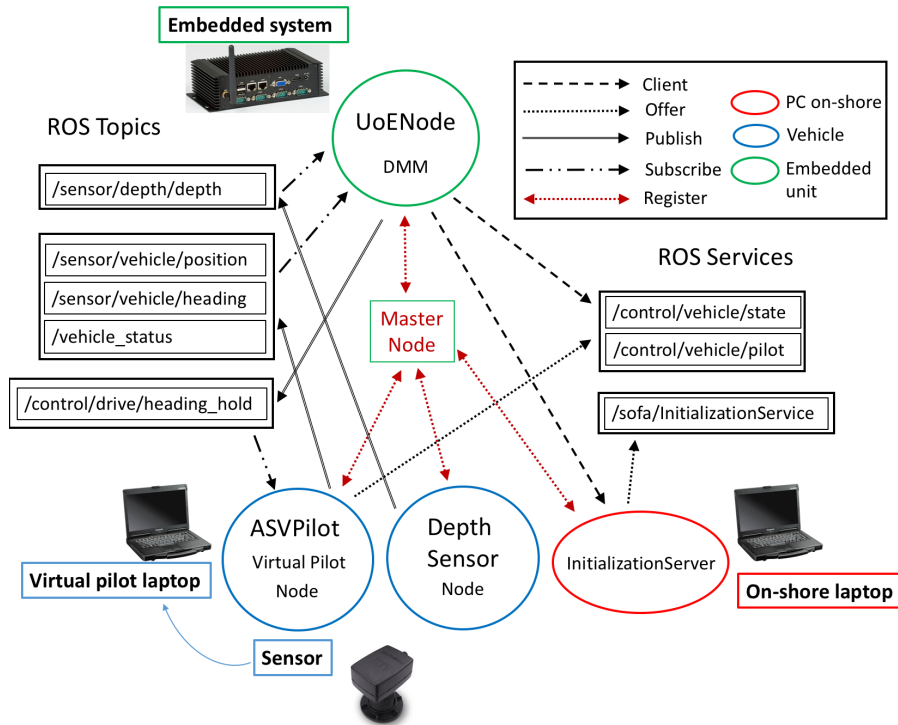 Embedded system
ROS Topics
UoENode
DMM
Client
Offer
Publish
Subscribe
Register
PC on-shore
Vehicle
Embedded
unit
/sensor/depth/depth
/sensor/vehicle/position
/sensor/vehicle/heading
/vehicle_status
/control/drive/heading_hold
Master
Node
ROS Services
/control/vehicle/state
/control/vehicle/pilot
/sofa/InitializationService
ASVPilot
Virtual Pilot
Node
Depth
Sensor
Node
InitializationServer
Virtual pilot laptop
On-shore laptop
Sensor